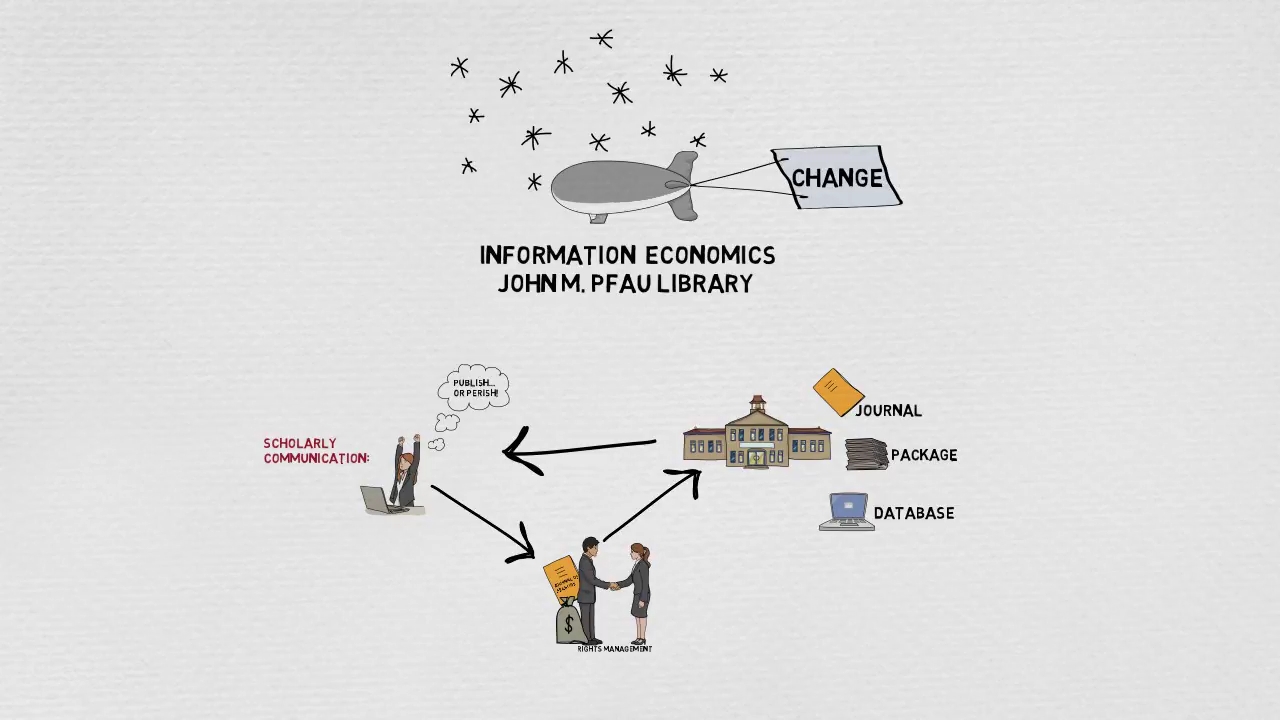 CHANGE
INFORMATION ECONOMICS
JOHN M. PFAU LIBRARY
PUBLISH...
OR PERISH!
SCHOLARLY
COMMUNICATION:
JOURNAL
PACKAGE
DATABASE
$
RIGHTS MANAGEMENT